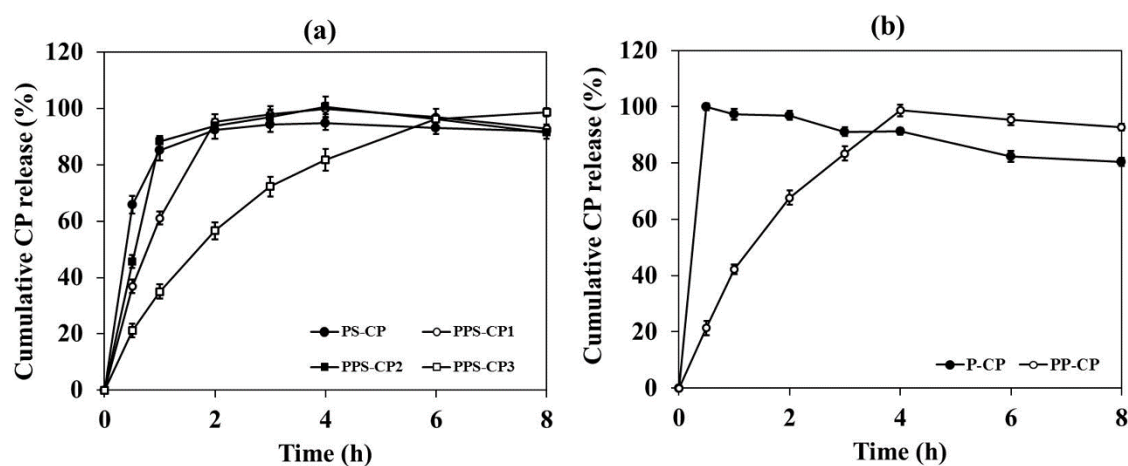 (a)
Cumulative CP release (%)
120
100
80
60
40
20
0
PS-CP PPS-CP1
PPS-CP2 PPS-CP3
0 2 4 6 8
Time (h)
(b)
Cumulative CP release (%)
120
100
80
60
40
20
0
P-CP PP-CP
0 2 4 6 8
Time (h)